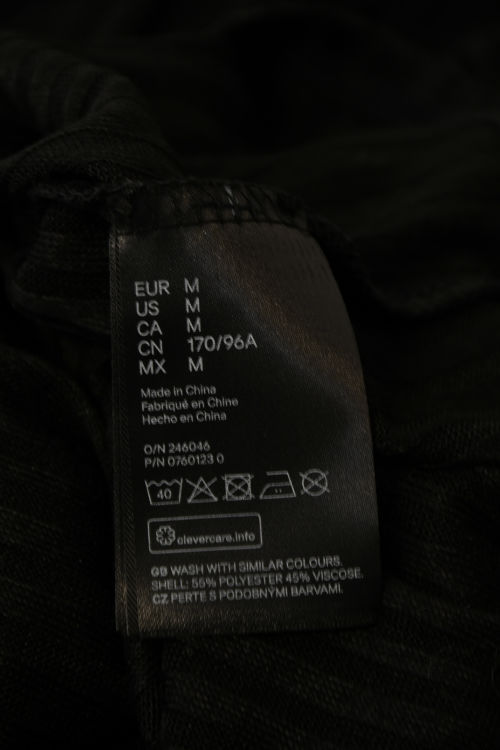 EUR M
US M
CA M
CN 170/96A
MX M
Made in China
Fabriqué en Chine
Hecho en China
O/N 246046
P/N 0760123 0
40
clevercare.info
GB WASH WITH SIMILAR COLOURS.
SHELL: 55% POLYESTER 45% VISCOSE.
CZ PERTE S PODOBNÝMI BARVAMI.